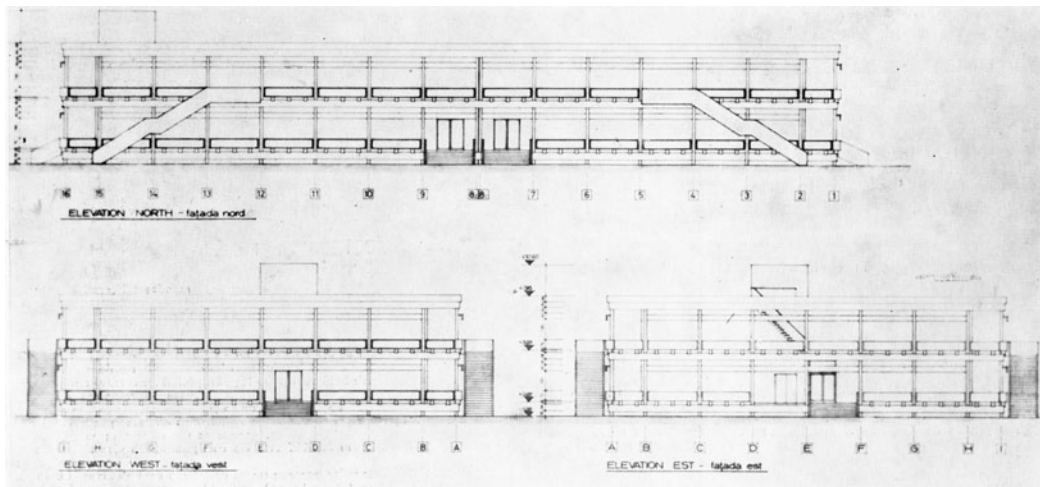 16 15 14 13 12 11 10 9 8 8 7 6 5 4 3 2 1
ELEVATION NORTH - fațada nord
I H G F E D C B A
ELEVATION WEST - fațada vest
A B C D E F G H I
ELEVATION EST - fațada est